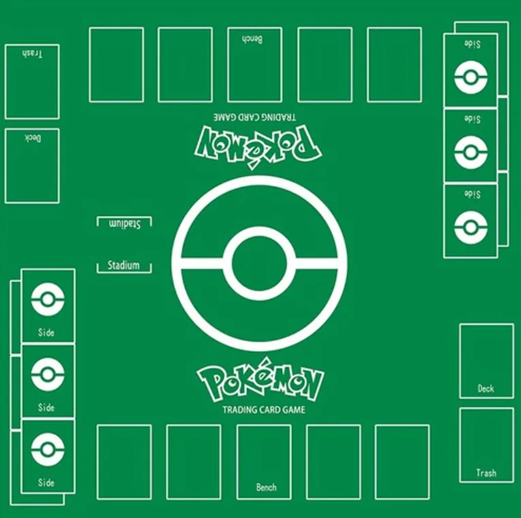 Bench
Side
Trash
Side
TRADING CARD GAME
POKéMON
Deck
Side
Stadium
Stadium
Side
POKéMON
Side
Deck
TRADING CARD GAME
Side
Bench
Trash